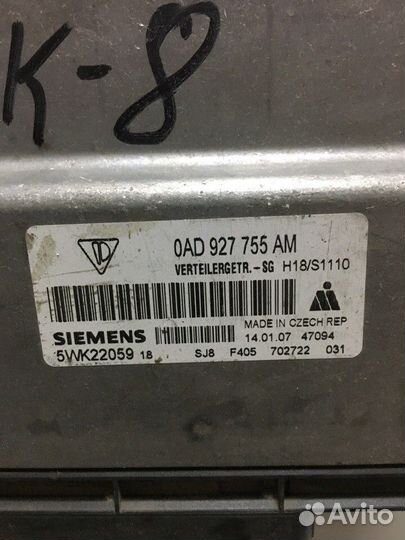 K-8
0AD 927 755 AM
VERTEILERGETR.-SG H18/S1110
SIEMENS
MADE IN CZECH REP
14.01.07 47094
5WK22059 18 SJ8 F405 702722 031
Avito